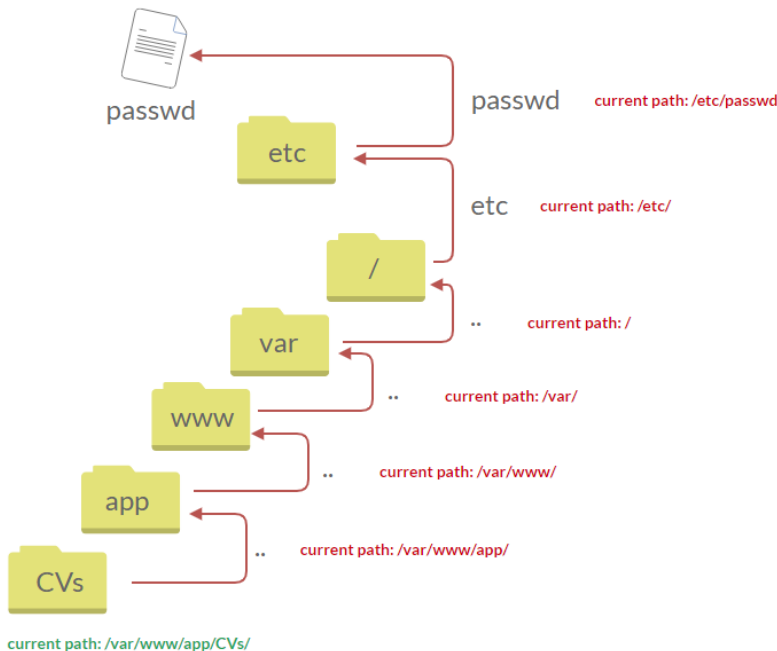 passwd
passwd current path: /etc/passwd
etc
etc current path: /etc/
/
.. current path: /
var
.. current path: /var/
www
.. current path: /var/www/
app
.. current path: /var/www/app/
CVs
current path: /var/www/app/CVs/